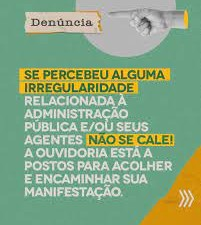 Denúncia
SE PERCEBEU ALGUMA
IRREGULARIDADE
RELACIONADA À
ADMINISTRAÇÃO
PÚBLICA E/OU SEUS
AGENTES NÃO SE CALE!
A OUVIDORIA ESTÁ A
POSTOS PARA ACOLHER
E ENCAMINHAR SUA
MANIFESTAÇÃO.